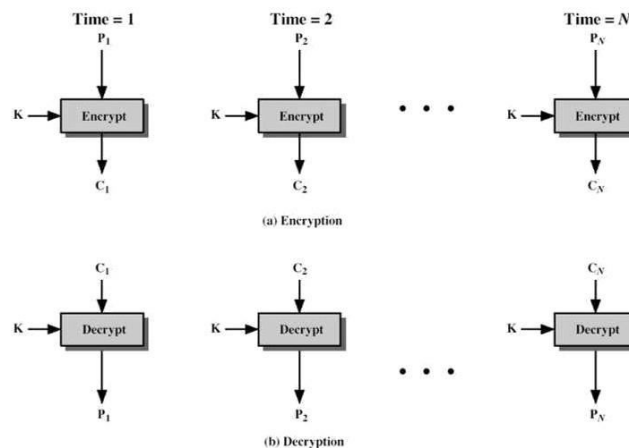 Time = 1 Time = 2 Time = N
P1 P2 PN
K Encrypt K Encrypt • • • K Encrypt
C1 C2 CN
(a) Encryption
C1 C2 CN
K Decrypt K Decrypt K Decrypt
• • •
P1 P2 PN
(b) Decryption